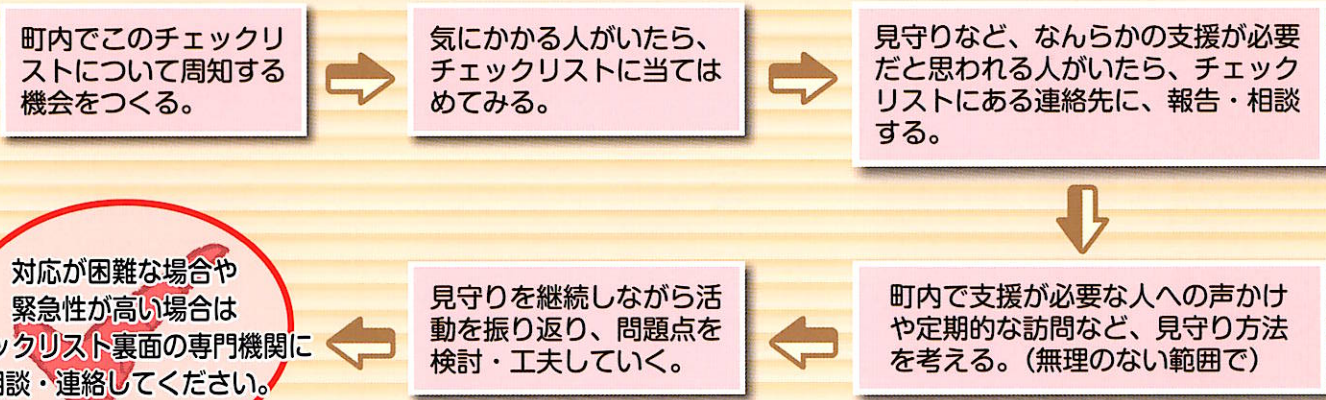 町内でこのチェックリ
ストについて周知する
機会をつくる。
気にかかる人がいたら、
チェックリストに当ては
めてみる。
見守りなど、なんらかの支援が必要
だと思われる人がいたら、チェック
リストにある連絡先に、報告・相談
する。
町内で支援が必要な人への声かけ
や定期的な訪問など、見守り方法
を考える。（無理のない範囲で）
見守りを継続しながら活
動を振り返り、問題点を
検討・工夫していく。
対応が困難な場合や
緊急性が高い場合は
ックリスト裏面の専門機関に
相談・連絡してください。